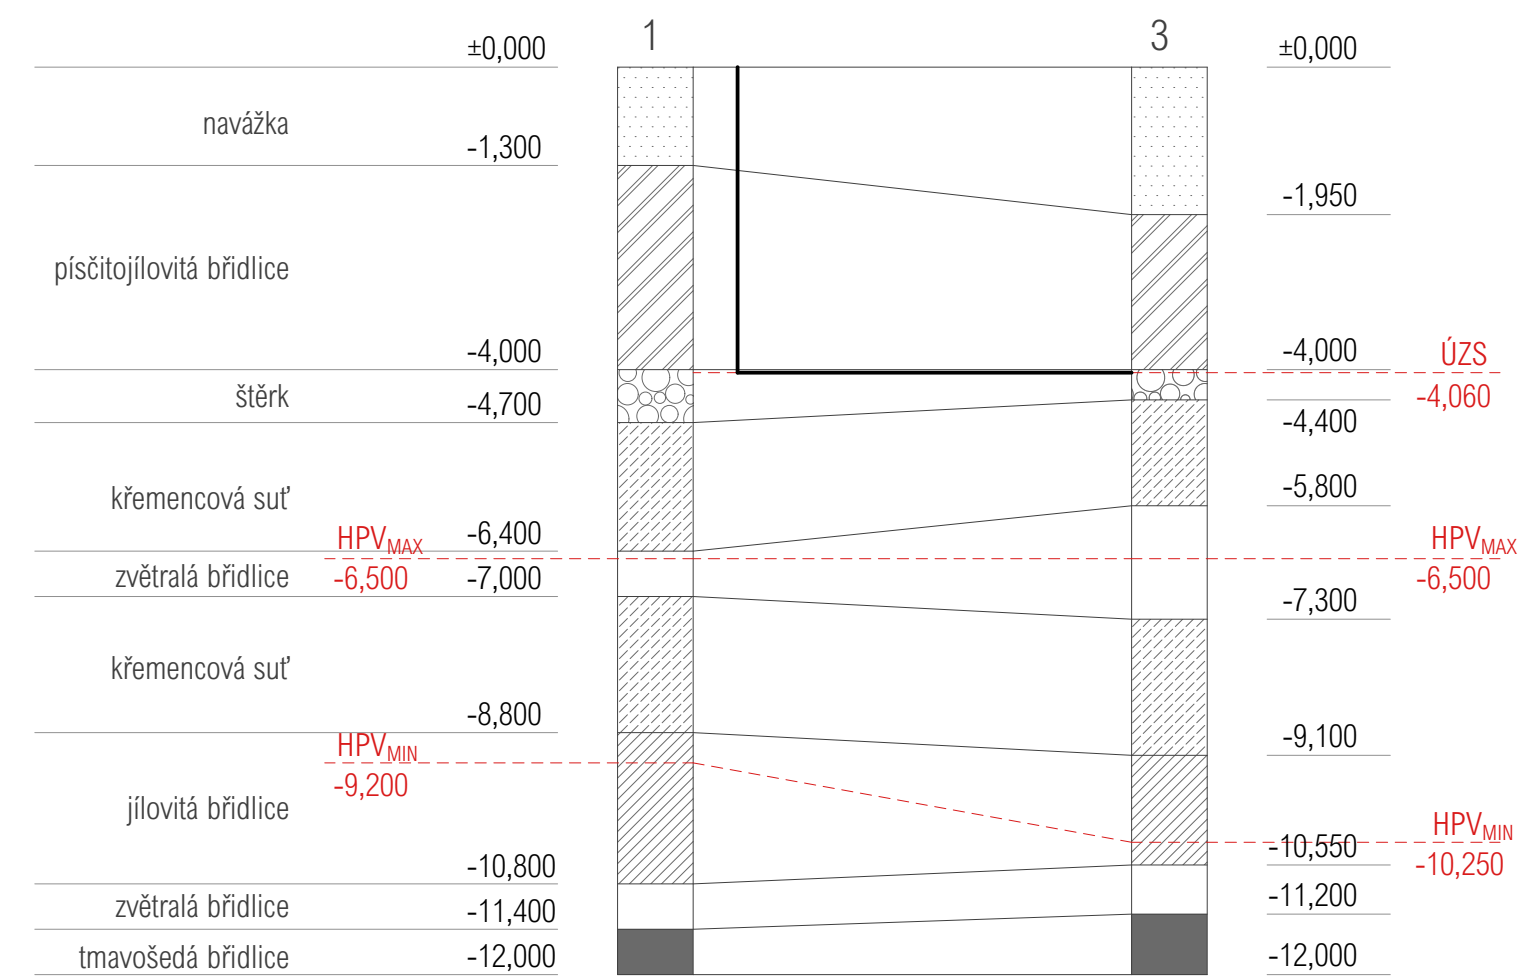 1
3
±0,000
±0,000
navážka
-1,300
-1,950
písčitojílovitá břidlice
-4,000
-4,000
ÚZS
-4,060
štěrk
-4,700
-4,400
křemencová suť
-5,800
HPVMAX
-6,400
HPVMAX
zvětralá břidlice
-6,500
-7,000
-6,500
-7,300
křemencová suť
-8,800
-9,100
HPVMIN
-9,200
jílovitá břidlice
HPVMIN
-10,550
-10,250
-10,800
zvětralá břidlice
-11,400
-11,200
tmavošedá břidlice
-12,000
-12,000